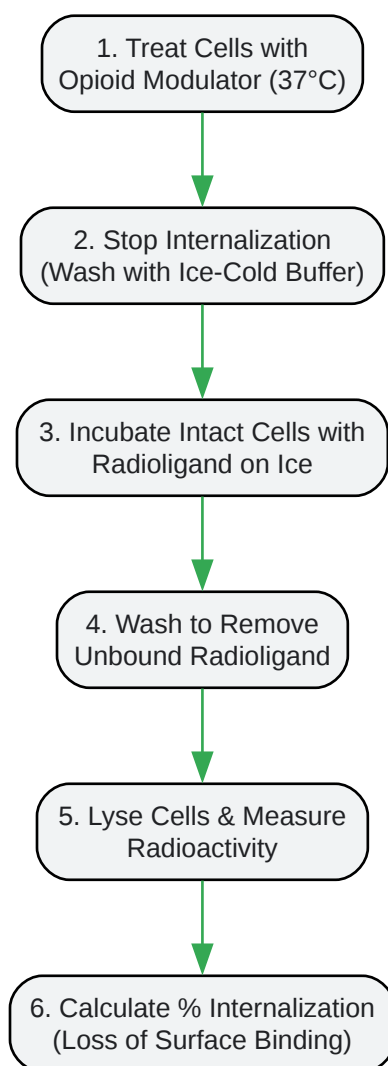 1. Treat Cells with
Opioid Modulator (37°C)
2. Stop Internalization
(Wash with Ice-Cold Buffer)
3. Incubate Intact Cells with
Radioligand on Ice
4. Wash to Remove
Unbound Radioligand
5. Lyse Cells & Measure
Radioactivity
6. Calculate % Internalization
(Loss of Surface Binding)